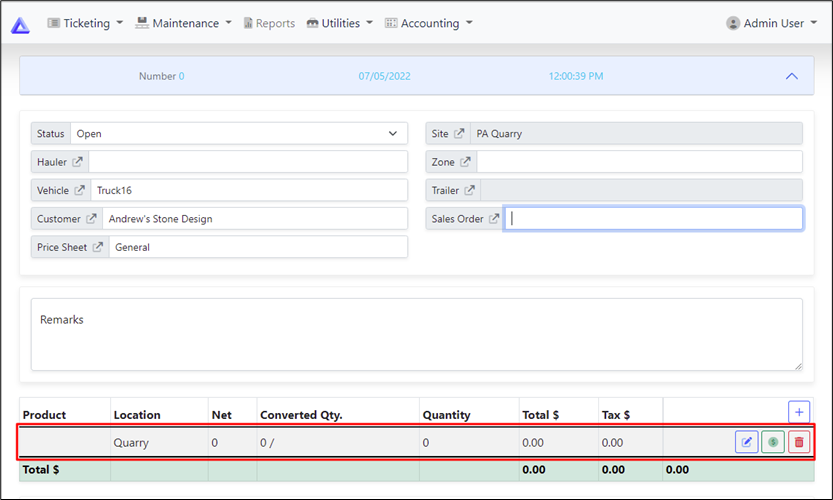 Ticketing Maintenance Reports Utilities Accounting Admin User
Number 0 07/05/2022 12:00:39 PM
Status Open Site PA Quarry
Hauler Zone
Vehicle Truck16 Trailer
Customer Andrew's Stone Design Sales Order
Price Sheet General
Remarks
Product Location Net Converted Qty. Quantity Total $ Tax $ +
Quarry 0 0 / 0 0.00 0.00 $
Total $ 0.00 0.00 0.00